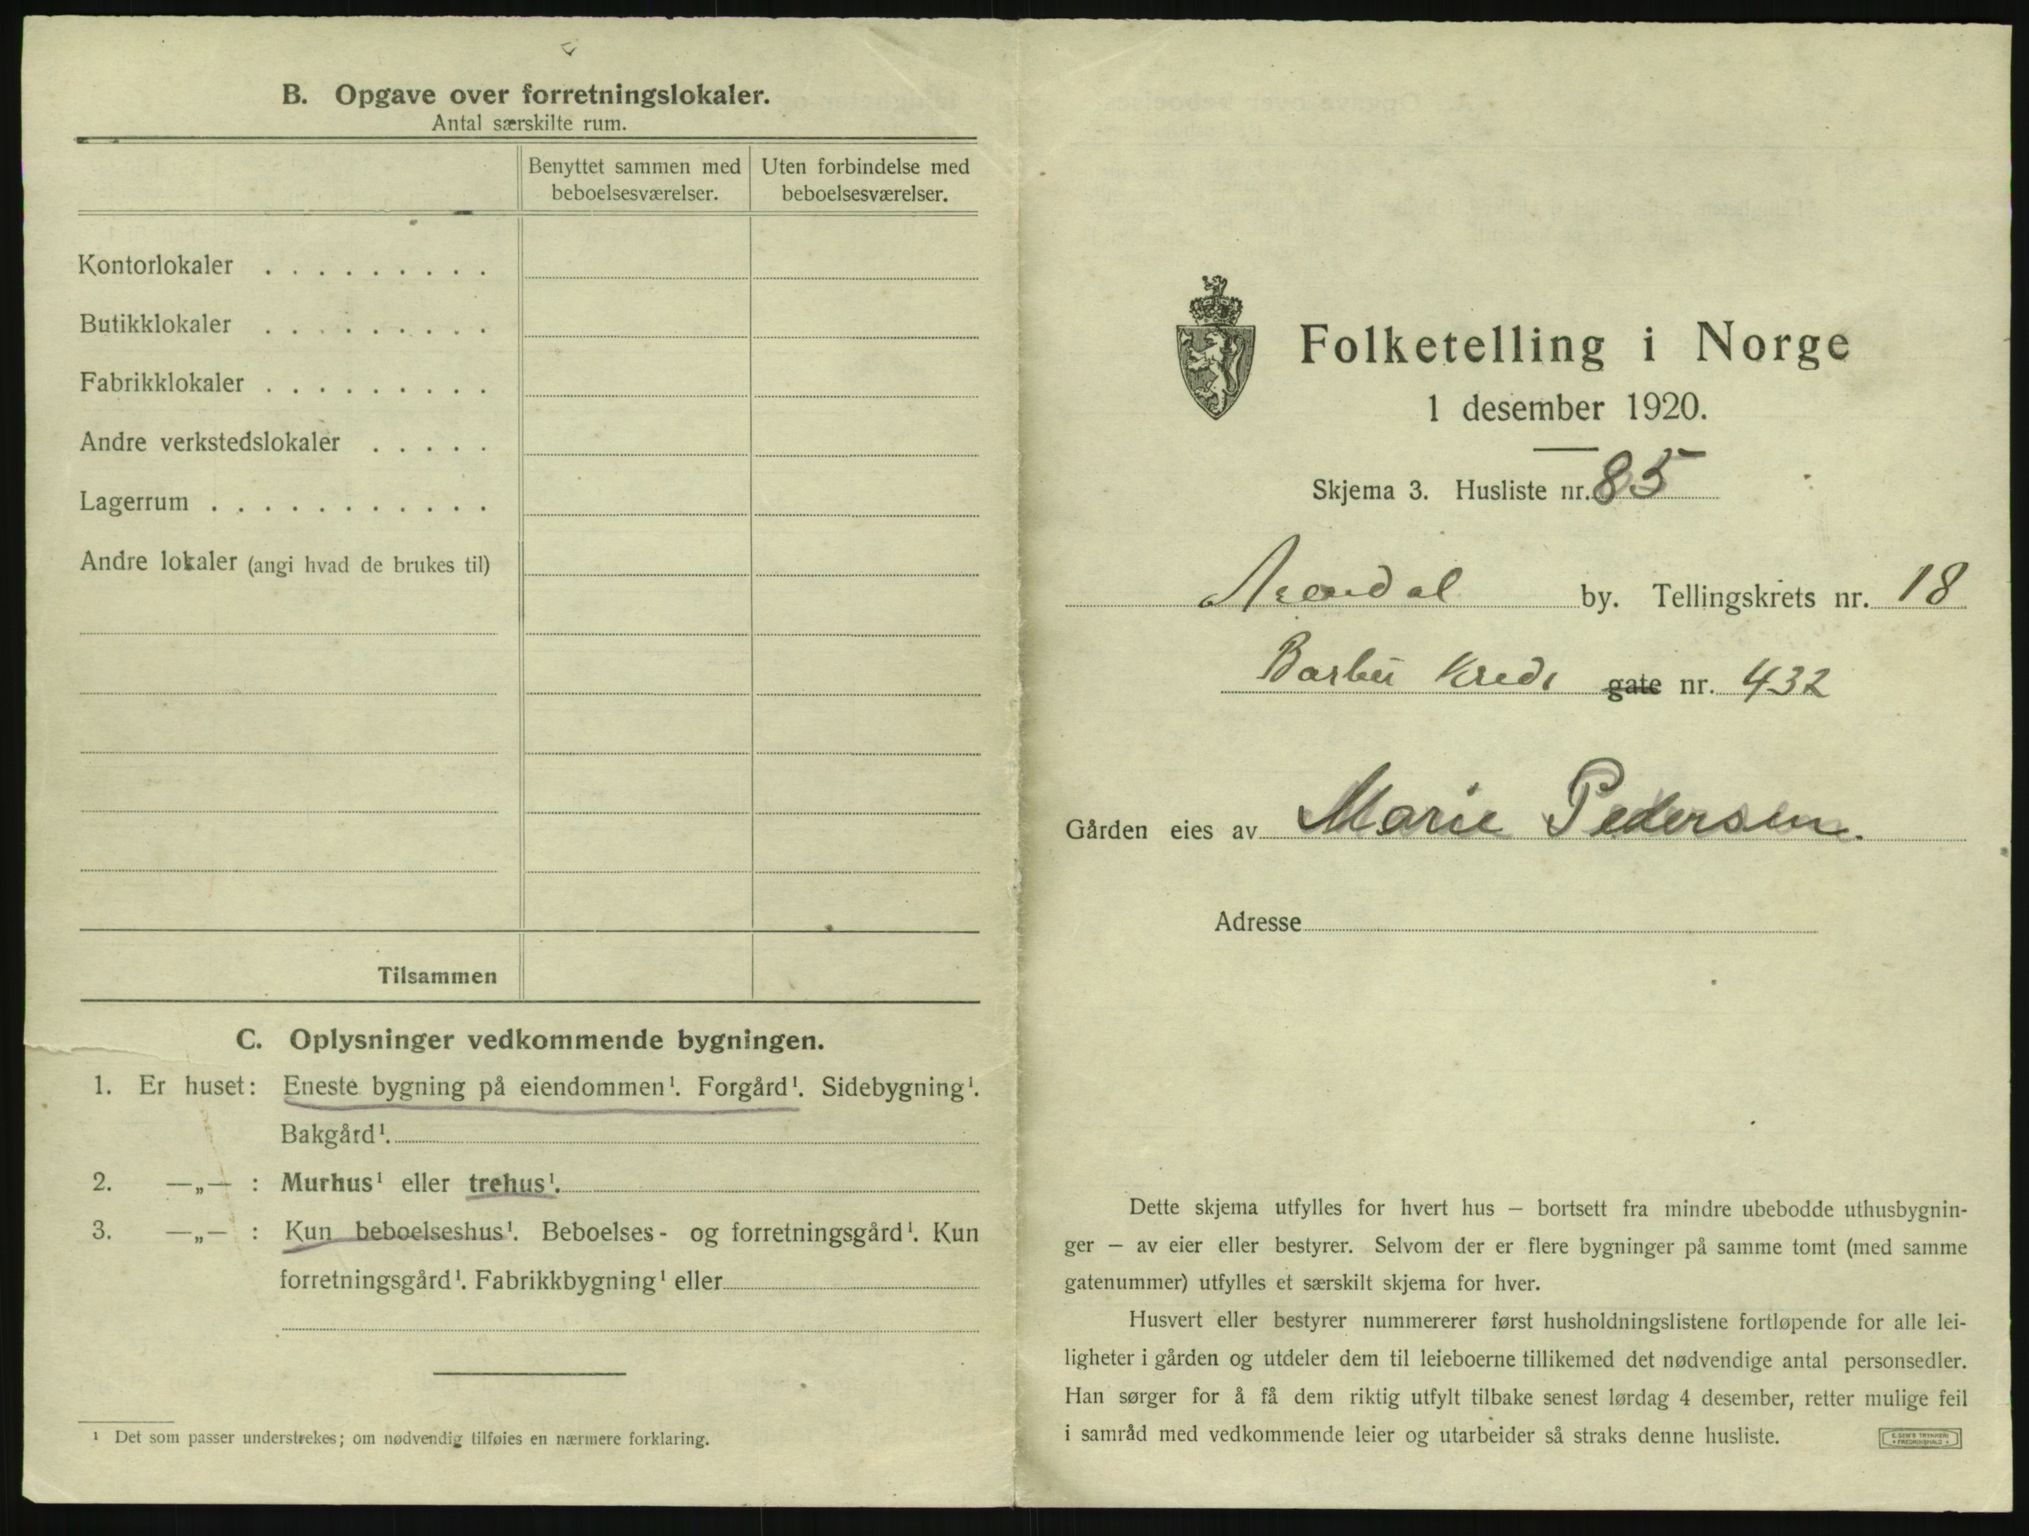 B. Opgave over forretningslokaler.
Antal særskilte rum.
Benyttet sammen med beboelsesværelser.
Uten forbindelse med beboelsesværelser.
Kontorlokaler . . . . . . . . .
Butikklokaler . . . . . . . . .
Fabrikklokaler . . . . . . . . .
Andre verkstedslokaler . . . . .
Lagerrum . . . . . . . . . . .
Andre lokaler (angi hvad de brukes til)
Tilsammen
C. Oplysninger vedkommende bygningen.
1. Er huset: Eneste bygning på eiendommen¹. Forgård¹. Sidebygning¹.
Bakgård¹.
2. —„— : Murhus¹ eller trehus¹.
3. —„— : Kun beboelseshus¹. Beboelses- og forretningsgård¹. Kun
forretningsgård¹. Fabrikkbygning¹ eller
¹ Det som passer understrekes; om nødvendig tilføies en nærmere forklaring.
Folketelling i Norge
1 desember 1920.
Skjema 3. Husliste nr. 85
Arendal by. Tellingskrets nr. 18
Barbu Kreds gate nr. 432
Gården eies av Marie Pedersen.
Adresse
Dette skjema utfylles for hvert hus – bortsett fra mindre ubebodde uthusbygnin-
ger – av eier eller bestyrer. Selvom der er flere bygninger på samme tomt (med samme
gatenummer) utfylles et særskilt skjema for hver.
Husvert eller bestyrer nummererer først husholdningslistene fortløpende for alle lei-
ligheter i gården og utdeler dem til leieboerne tillikemed det nødvendige antal personsedler.
Han sørger for å få dem riktig utfylt tilbake senest lørdag 4 desember, retter mulige feil
i samråd med vedkommende leier og utarbeider så straks denne husliste.
E. SEM'S TRYKKERI
• FREDRIKSHALD •